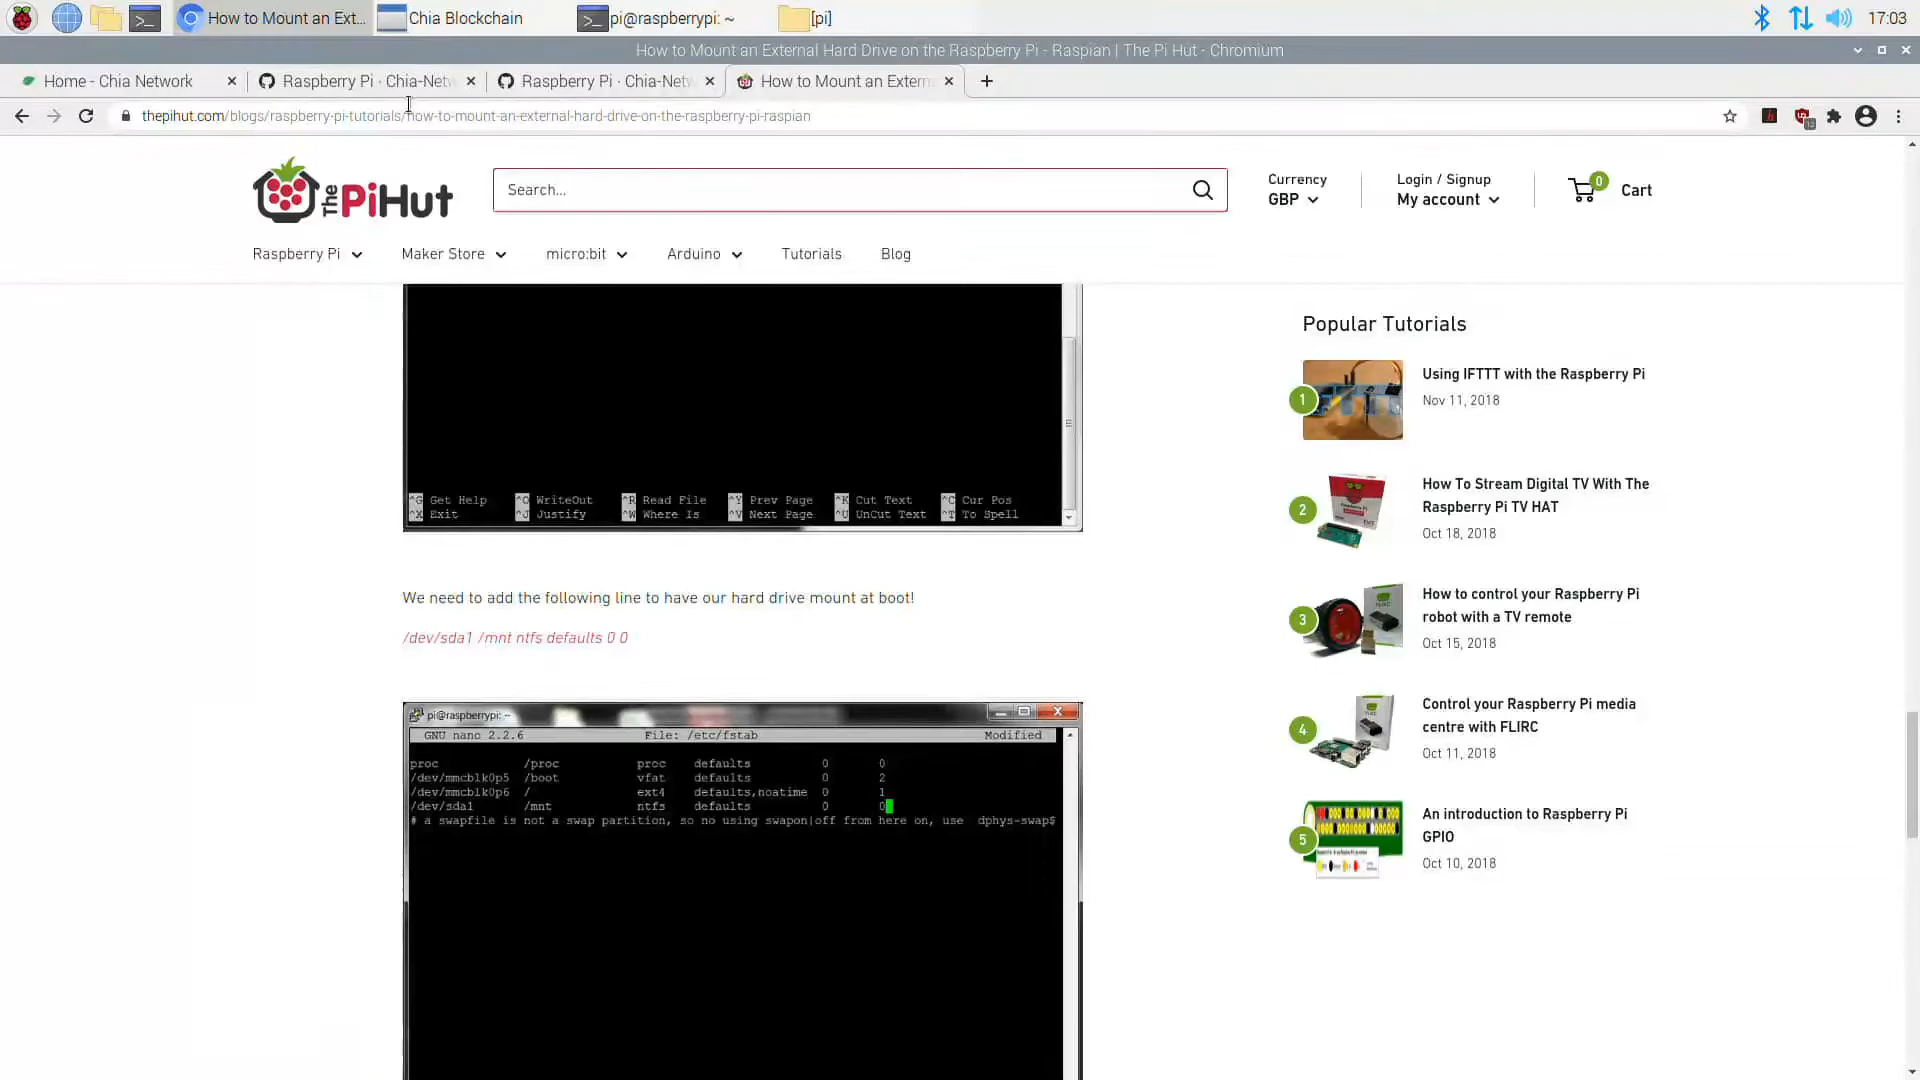 How to Mount an Ext... Chia Blockchain pi@raspberrypi: ~ [pi] 17:03
How to Mount an External Hard Drive on the Raspberry Pi - Raspian | The Pi Hut - Chromium
Home - Chia Network Raspberry Pi · Chia-Netw Raspberry Pi · Chia-Netw How to Mount an Extern
thepihut.com/blogs/raspberry-pi-tutorials/how-to-mount-an-external-hard-drive-on-the-raspberry-pi-raspian
The PiHut
Search...
Currency
GBP
Login / Signup
My account
0
Cart
Raspberry Pi Maker Store micro:bit Arduino Tutorials Blog
^G Get Help ^O WriteOut ^R Read File ^Y Prev Page ^K Cut Text ^C Cur Pos
^X Exit ^J Justify ^W Where Is ^V Next Page ^U UnCut Text ^T To Spell
We need to add the following line to have our hard drive mount at boot!
/dev/sda1 /mnt ntfs defaults 0 0
pi@raspberrypi: ~
GNU nano 2.2.6 File: /etc/fstab Modified
proc /proc proc defaults 0 0
/dev/mmcblk0p5 /boot vfat defaults 0 2
/dev/mmcblk0p6 / ext4 defaults,noatime 0 1
/dev/sda1 /mnt ntfs defaults 0 0
# a swapfile is not a swap partition, so no using swapon|off from here on, use dphys-swap$
Popular Tutorials
1
Using IFTTT with the Raspberry Pi
Nov 11, 2018
2
How To Stream Digital TV With The
Raspberry Pi TV HAT
Oct 18, 2018
3
How to control your Raspberry Pi
robot with a TV remote
Oct 15, 2018
4
Control your Raspberry Pi media
centre with FLIRC
Oct 11, 2018
5
An introduction to Raspberry Pi
GPIO
Oct 10, 2018